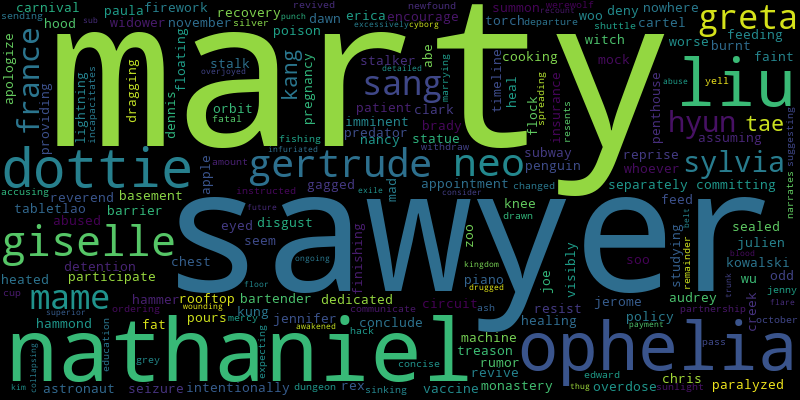 carnival
paula
firework
recovery
dawn
erica
encourage
nowhere
hood
widower
november
poison
woo
deny
cartel
summon
revived
newfound
excessively
cyborg
werewolf
departure
sub
silver
punch
sending
torch
witch
shuttle
greta
marty
apologize
france
providing
lightning
incapacitates
dragging
dennis
floating
stalk
orbit
fatal
kang
overjoyed
stalker
pregnancy
fishing
infuriated
sang
abe
patient
clark
imminent
brady
predator
nancy
statue
detailed
marrying
cooking
heal
flock
spreading
insurance
resents
mock
worse
burnt
feeding
faint
abuse
yell
penthouse
liu
hyun
tae
assuming
suggesting
narrates
dottie
gertrude
neo
withdraw
timeline
subway
penguin
reprise
whoever
sylvia
accusing
reverend
basement
apple
amount
gagged
mad
appointment
changed
separately
committing
instructed
exile
consider
tabletlao
barrier
abused
disgust
future
knee
drawn
feed
sealed
julien
kowalski
giselle
sawyer
eyed
seem
ongoing
zoo
joe
visibly
studying
belt
remainder
heated
detention
participate
chest
floor
kingdom
finishing
piano
soo
blood
audrey
wu
odd
jenny
trunk
creek
flare
cup
mame
hammer
rooftop
bartender
drugged
dedicated
circuit
ordering
wounding
communicate
ash
jerome
partnership
october
superior
hammond
fat
pours
kung
mercy
jennifer
hack
conclude
machine
resist
healing
policy
payment
pass
education
awakened
treason
rumor
nathaniel
ophelia
expecting
grey
concise
revive
edward
chris
sunlight
paralyzed
kim
collapsing
astronaut
seizure
intentionally
dungeon
rex
sinking
vaccine
monastery
thug
overdose